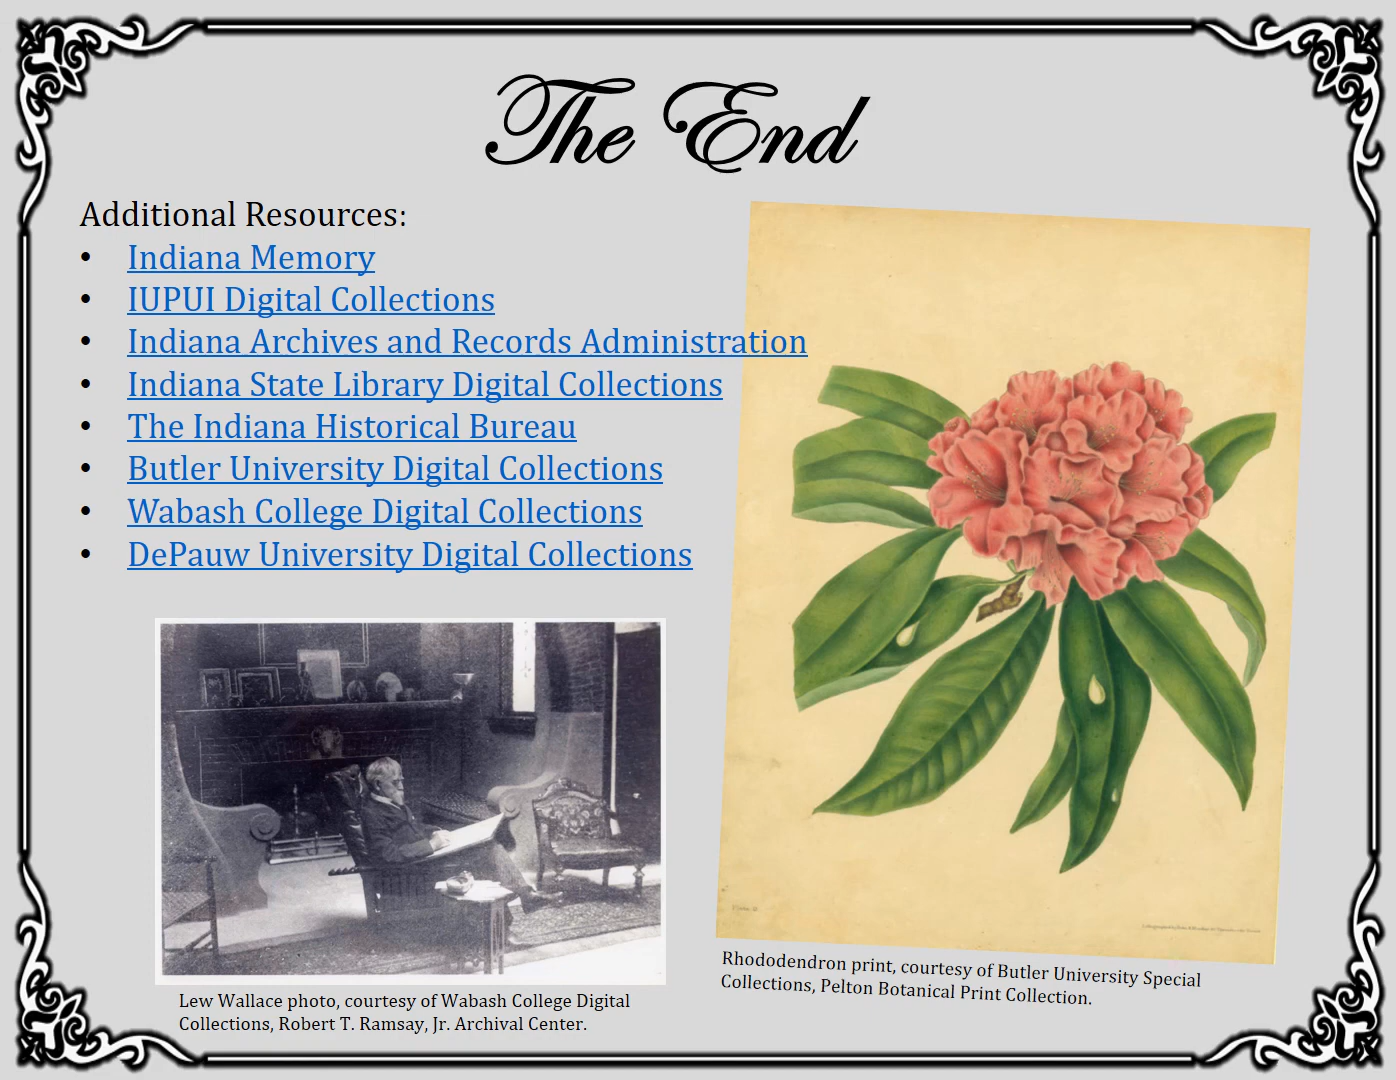 The End
Additional Resources:
• Indiana Memory
• IUPUI Digital Collections
• Indiana Archives and Records Administration
• Indiana State Library Digital Collections
• The Indiana Historical Bureau
• Butler University Digital Collections
• Wabash College Digital Collections
• DePauw University Digital Collections
Lew Wallace photo, courtesy of Wabash College Digital
Collections, Robert T. Ramsay, Jr. Archival Center.
Rhododendron print, courtesy of Butler University Special
Collections, Pelton Botanical Print Collection.